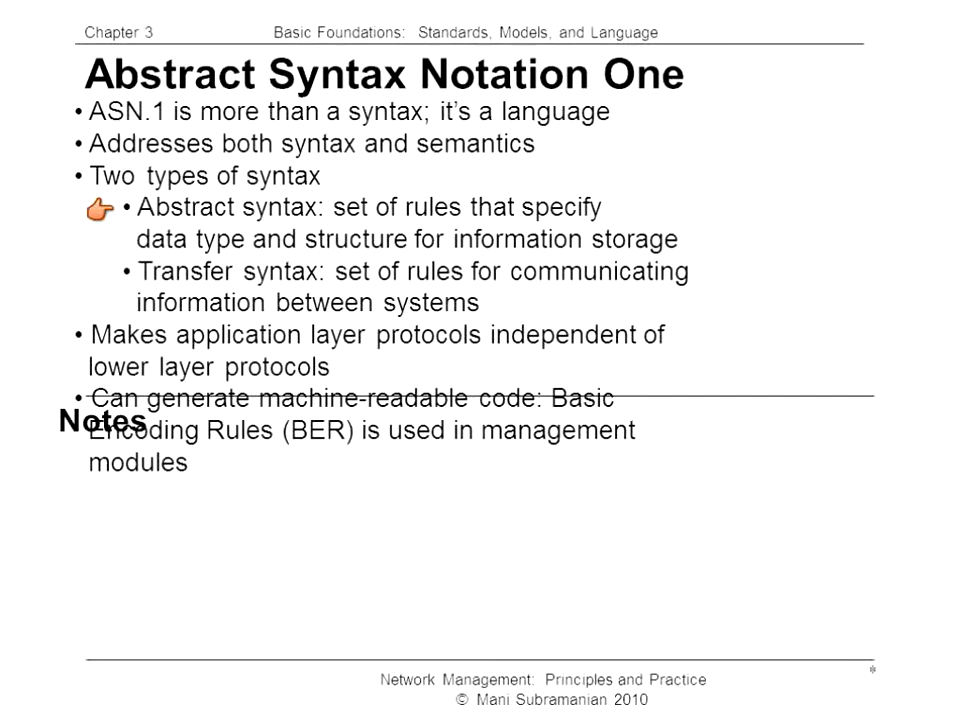 Chapter 3 Basic Foundations: Standards, Models, and Language
Abstract Syntax Notation One
• ASN.1 is more than a syntax; it’s a language
• Addresses both syntax and semantics
• Two types of syntax
• Abstract syntax: set of rules that specify
data type and structure for information storage
• Transfer syntax: set of rules for communicating
information between systems
• Makes application layer protocols independent of
lower layer protocols
• Can generate machine-readable code: Basic
Notes
Encoding Rules (BER) is used in management
modules
*
Network Management: Principles and Practice
© Mani Subramanian 2010